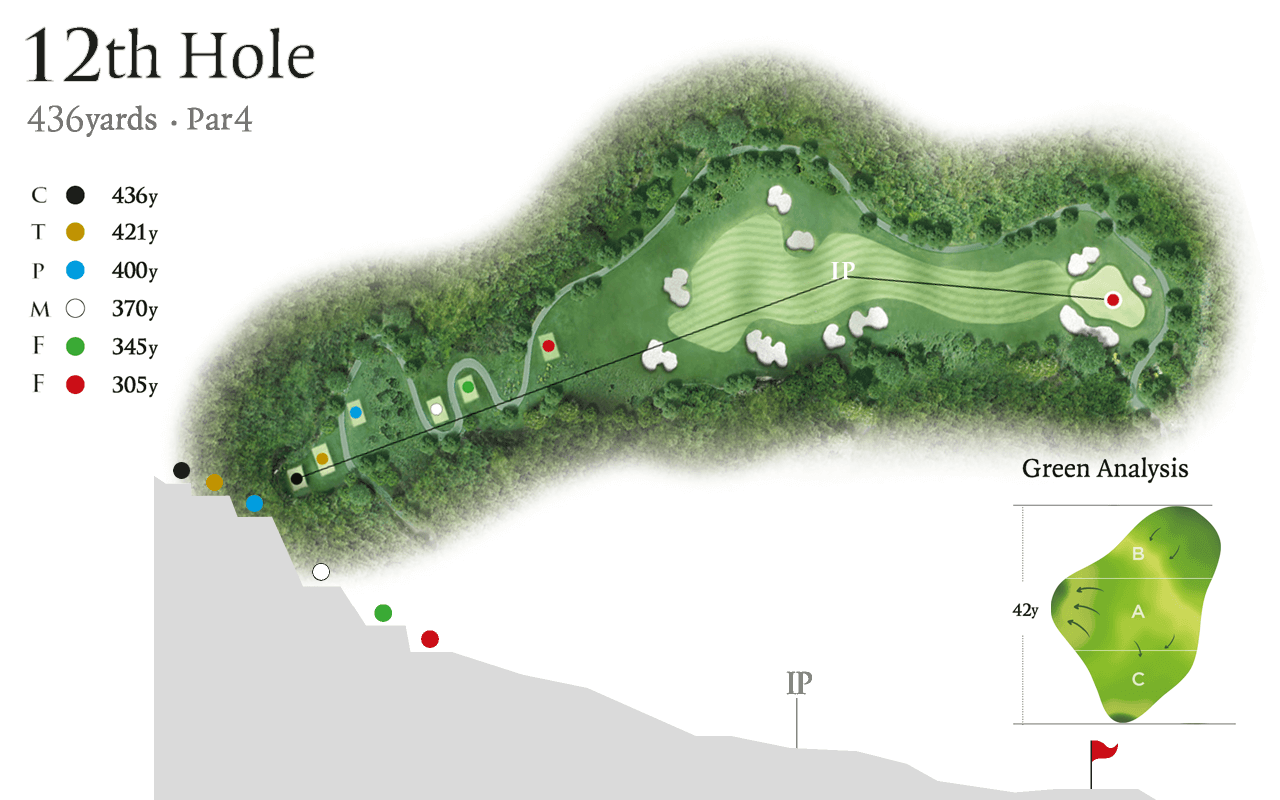 12th Hole
436yards · Par4
C 436y
T 421y
P 400y
M 370y
F 345y
F 305y
IP
Green Analysis
B
42y
A
C
IP